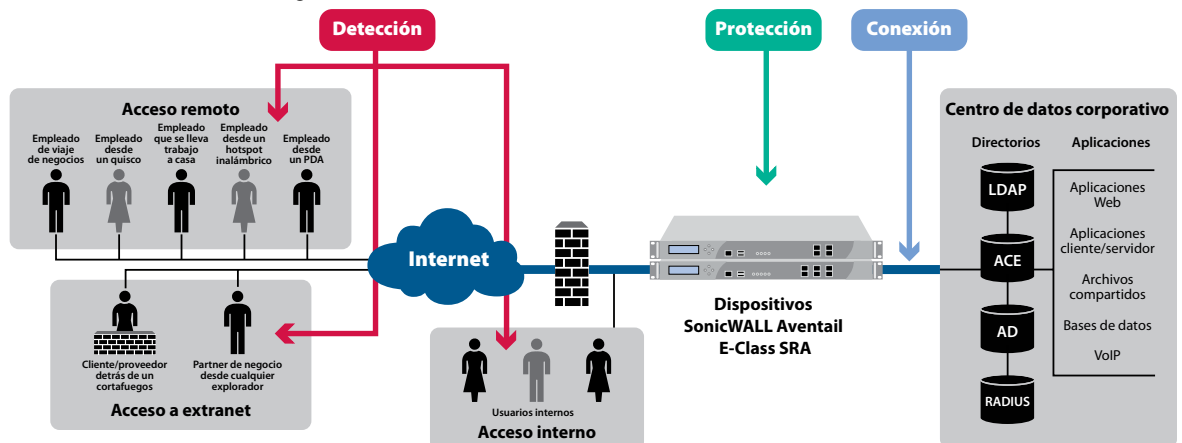 Detección
Protección
Conexión
Acceso remoto
Empleado
de viaje
de negocios
Empleado
desde
un quisco
Empleado
que se lleva
trabajo
a casa
Empleado
desde un
hotspot
inalámbrico
Empleado
desde
un PDA
Internet
Cliente/proveedor
detrás de un
cortafuegos
Partner de negocio
desde cualquier
explorador
Acceso a extranet
Usuarios internos
Acceso interno
Dispositivos
SonicWALL Aventail
E-Class SRA
Centro de datos corporativo
Directorios
Aplicaciones
LDAP
ACE
AD
RADIUS
Aplicaciones
Web
Aplicaciones
cliente/servidor
Archivos
compartidos
Bases de datos
VoIP